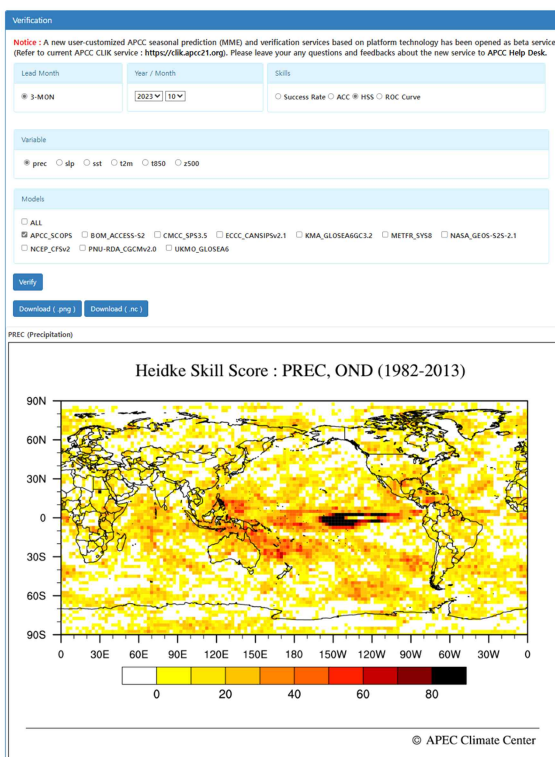 Verification
Notice : A new user-customized APCC seasonal prediction (MME) and verification services based on platform technology has been opened as beta service
(Refer to current APCC CLIK service : https://clik.apcc21.org). Please leave your any questions and feedbacks about the new service to APCC Help Desk.
Lead Month Year / Month Skills
3-MON 2023 10 Success Rate ACC HSS ROC Curve
Variable
prec slp sst t2m t850 z500
Models
ALL
APCC_SCOPS BOM_ACCESS-S2 CMCC_SPS3.5 ECCC_CANSIPSv2.1 KMA_GLOSEA6GC3.2 METFR_SYS8 NASA_GEOS-S2S-2.1
NCEP_CFSv2 PNU-RDA_CGCMv2.0 UKMO_GLOSEA6
Verify
Download ( .png ) Download ( .nc )
PREC (Precipitation)
Heidke Skill Score : PREC, OND (1982-2013)
90N
60N
30N
0
30S
60S
90S
0 30E 60E 90E 120E 150E 180 150W 120W 90W 60W 30W 0
0 20 40 60 80
© APEC Climate Center